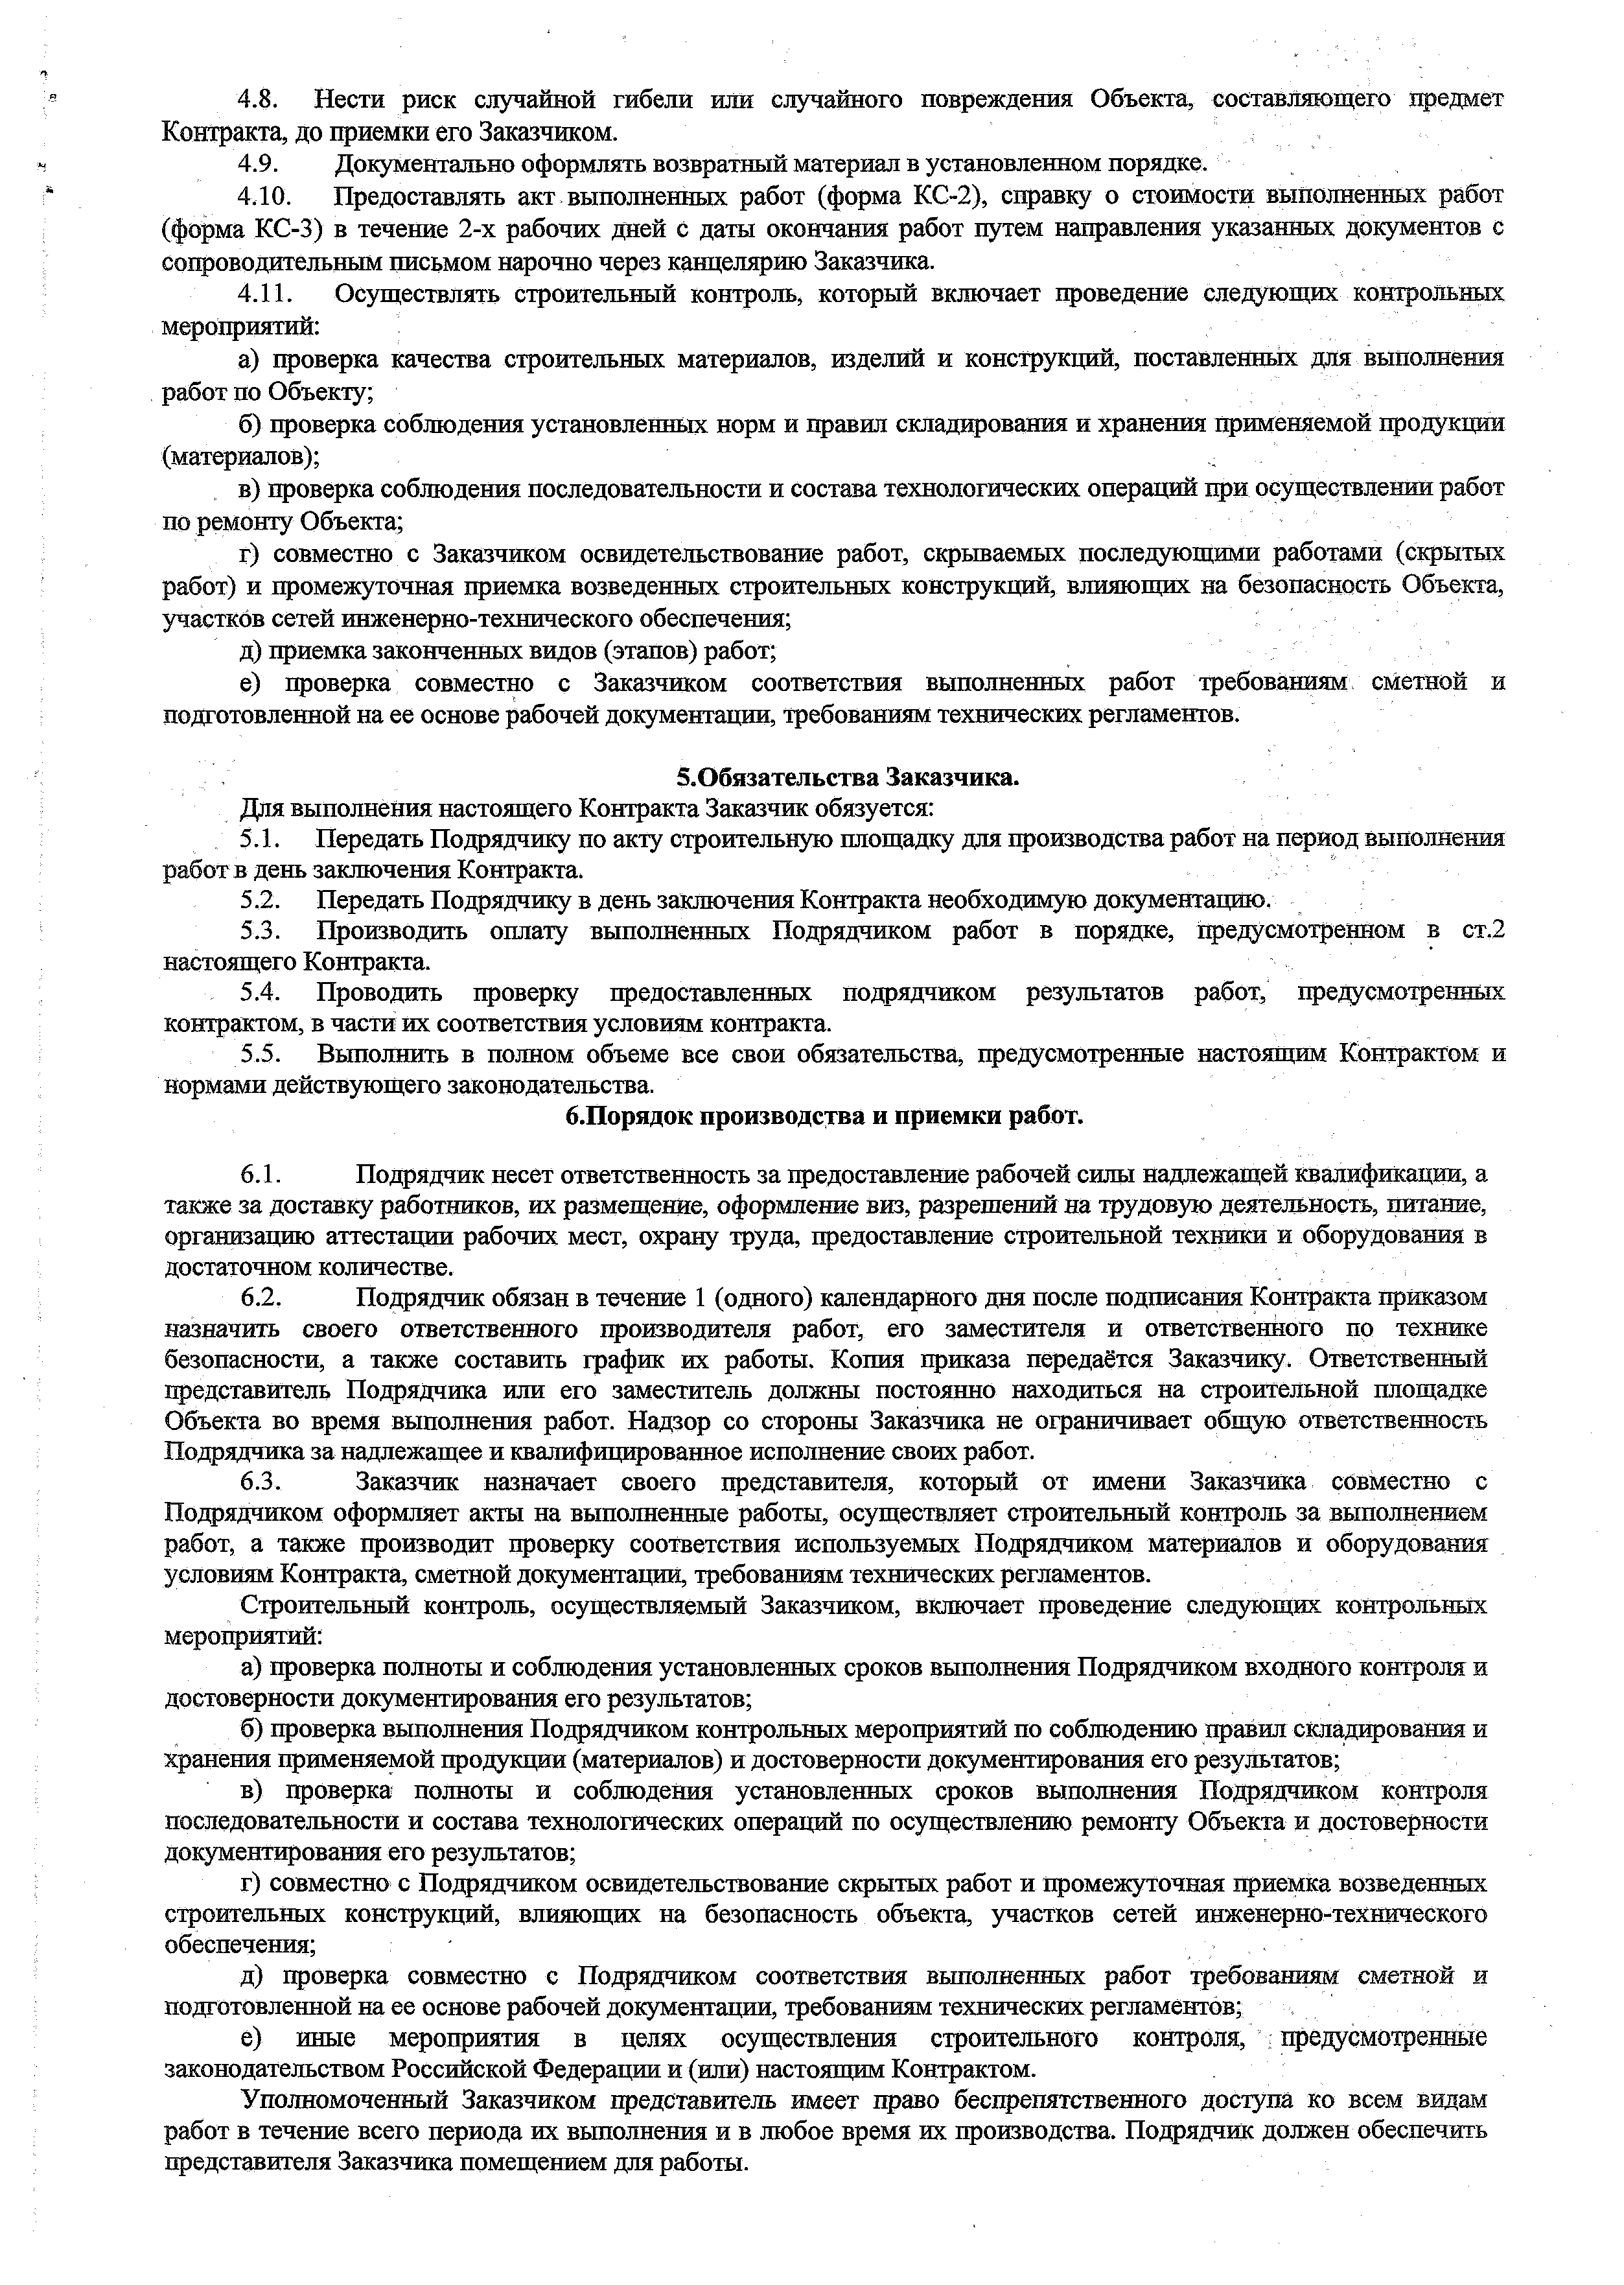 4.8. Нести риск случайной гибели или случайного повреждения Объекта, составляющего предмет
Контракта, до приемки его Заказчиком.
4.9. Документально оформлять возвратный материал в установленном порядке.
4.10. Предоставлять акт выполненных работ (форма КС-2), справку о стоимости выполненных работ
(форма КС-3) в течение 2-х рабочих дней с даты окончания работ путем направления указанных документов с
сопроводительным письмом нарочно через канцелярию Заказчика.
4.11. Осуществлять строительный контроль, который включает проведение следующих контрольных
мероприятий:
а) проверка качества строительных материалов, изделий и конструкций, поставленных для выполнения
работ по Объекту;
б) проверка соблюдения установленных норм и правил складирования и хранения применяемой продукции
(материалов);
в) проверка соблюдения последовательности и состава технологических операций при осуществлении работ
по ремонту Объекта;
г) совместно с Заказчиком освидетельствование работ, скрываемых последующими работами (скрытых
работ) и промежуточная приемка возведенных строительных конструкций, влияющих на безопасность Объекта,
участков сетей инженерно-технического обеспечения;
д) приемка законченных видов (этапов) работ;
е) проверка совместно с Заказчиком соответствия выполненных работ требованиям сметной и
подготовленной на ее основе рабочей документации, требованиям технических регламентов.
5.Обязательства Заказчика.
Для выполнения настоящего Контракта Заказчик обязуется:
5.1. Передать Подрядчику по акту строительную площадку для производства работ на период выполнения
работ в день заключения Контракта.
5.2. Передать Подрядчику в день заключения Контракта необходимую документацию.
5.3. Производить оплату выполненных Подрядчиком работ в порядке, предусмотренном в ст.2
настоящего Контракта.
5.4. Проводить проверку предоставленных подрядчиком результатов работ, предусмотренных
контрактом, в части их соответствия условиям контракта.
5.5. Выполнить в полном объеме все свои обязательства, предусмотренные настоящим Контрактом и
нормами действующего законодательства.
6.Порядок производства и приемки работ.
6.1. Подрядчик несет ответственность за предоставление рабочей силы надлежащей квалификации, а
также за доставку работников, их размещение, оформление виз, разрешений на трудовую деятельность, питание,
организацию аттестации рабочих мест, охрану труда, предоставление строительной техники и оборудования в
достаточном количестве.
6.2. Подрядчик обязан в течение 1 (одного) календарного дня после подписания Контракта приказом
назначить своего ответственного производителя работ, его заместителя и ответственного по технике
безопасности, а также составить график их работы. Копия приказа передаётся Заказчику. Ответственный
представитель Подрядчика или его заместитель должны постоянно находиться на строительной площадке
Объекта во время выполнения работ. Надзор со стороны Заказчика не ограничивает общую ответственность
Подрядчика за надлежащее и квалифицированное исполнение своих работ.
6.3. Заказчик назначает своего представителя, который от имени Заказчика совместно с
Подрядчиком оформляет акты на выполненные работы, осуществляет строительный контроль за выполнением
работ, а также производит проверку соответствия используемых Подрядчиком материалов и оборудования
условиям Контракта, сметной документации, требованиям технических регламентов.
Строительный контроль, осуществляемый Заказчиком, включает проведение следующих контрольных
мероприятий:
а) проверка полноты и соблюдения установленных сроков выполнения Подрядчиком входного контроля и
достоверности документирования его результатов;
б) проверка выполнения Подрядчиком контрольных мероприятий по соблюдению правил складирования и
хранения применяемой продукции (материалов) и достоверности документирования его результатов;
в) проверка полноты и соблюдения установленных сроков выполнения Подрядчиком контроля
последовательности и состава технологических операций по осуществлению ремонту Объекта и достоверности
документирования его результатов;
г) совместно с Подрядчиком освидетельствование скрытых работ и промежуточная приемка возведенных
строительных конструкций, влияющих на безопасность объекта, участков сетей инженерно-технического
обеспечения;
д) проверка совместно с Подрядчиком соответствия выполненных работ требованиям сметной и
подготовленной на ее основе рабочей документации, требованиям технических регламентов;
е) иные мероприятия в целях осуществления строительного контроля, предусмотренные
законодательством Российской Федерации и (или) настоящим Контрактом.
Уполномоченный Заказчиком представитель имеет право беспрепятственного доступа ко всем видам
работ в течение всего периода их выполнения и в любое время их производства. Подрядчик должен обеспечить
представителя Заказчика помещением для работы.